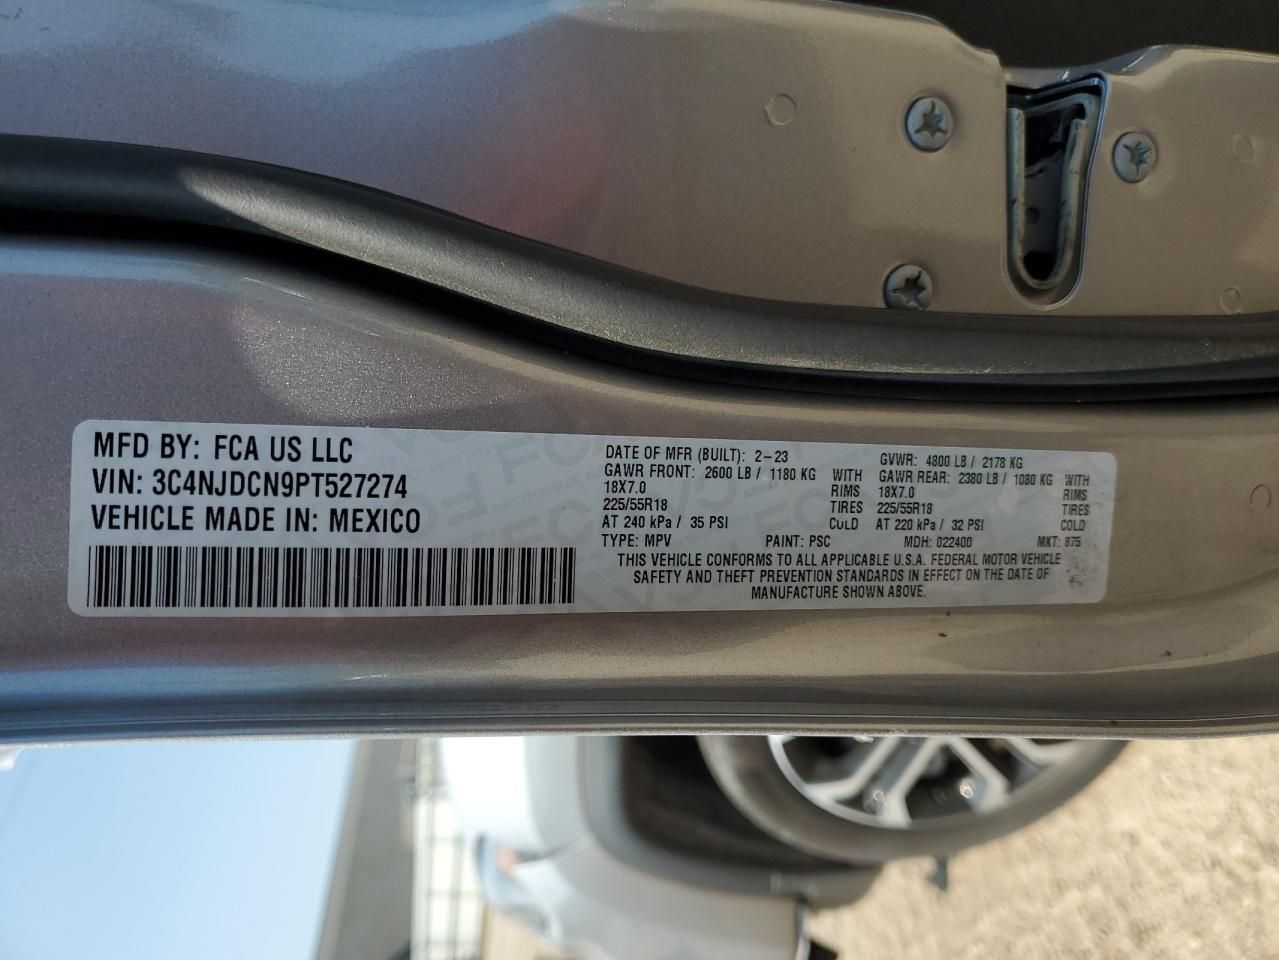 MFD BY: FCA US LLC
VIN: 3C4NJDCN9PT527274
VEHICLE MADE IN: MEXICO
DATE OF MFR (BUILT): 2-23 GVWR: 4800 LB / 2178 KG
GAWR FRONT: 2600 LB / 1180 KG WITH GAWR REAR: 2380 LB / 1080 KG WITH
18X7.0 RIMS 18X7.0 RIMS
225/55R18 TIRES 225/55R18 TIRES
AT 240 kPa / 35 PSI COLD AT 220 kPa / 32 PSI COLD
TYPE: MPV PAINT: PSC MDH: 022400 MKT: 875
THIS VEHICLE CONFORMS TO ALL APPLICABLE U.S.A. FEDERAL MOTOR VEHICLE
SAFETY AND THEFT PREVENTION STANDARDS IN EFFECT ON THE DATE OF
MANUFACTURE SHOWN ABOVE.